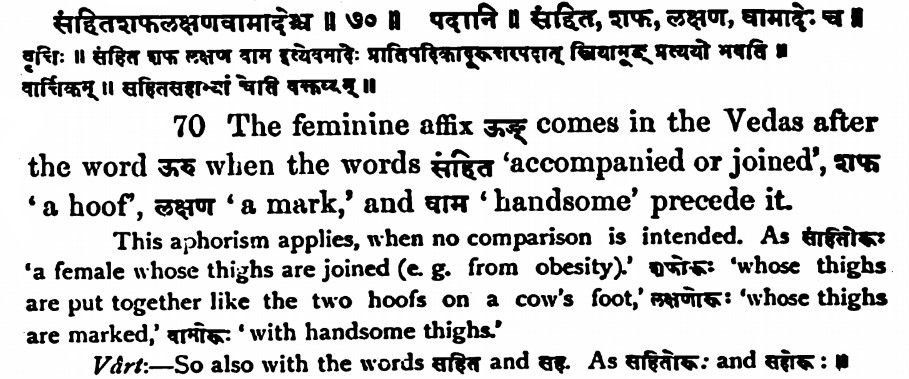 संहितशफलक्षणवामादेश्च ॥ ७० ॥ पदानि ॥ संहित, शफ, लक्षण, वामादेः च ॥
वृत्तिः ॥ संहित शफ लक्षण वाम इत्येवमादेः प्रातिपदिकादूरूत्तरपदात् स्त्रियामूङ् प्रत्ययो भवति ॥
वार्त्तिकम् ॥ सहितसहाभ्यां चेति वक्तव्यम् ॥
70 The feminine affix ऊङ् comes in the Vedas after
the word ऊरु when the words संहित 'accompanied or joined', शफ
'a hoof', लक्षण 'a mark,' and वाम 'handsome' precede it.
This aphorism applies, when no comparison is intended. As संहितोरूः
'a female whose thighs are joined (e. g. from obesity).' शफोरूः 'whose thighs
are put together like the two hoofs on a cow's foot,' लक्षणोरूः 'whose thighs
are marked,' वामोरूः 'with handsome thighs.'
Vârt:—So also with the words सहित and सह. As सहितोरूः and सहोरूः ॥